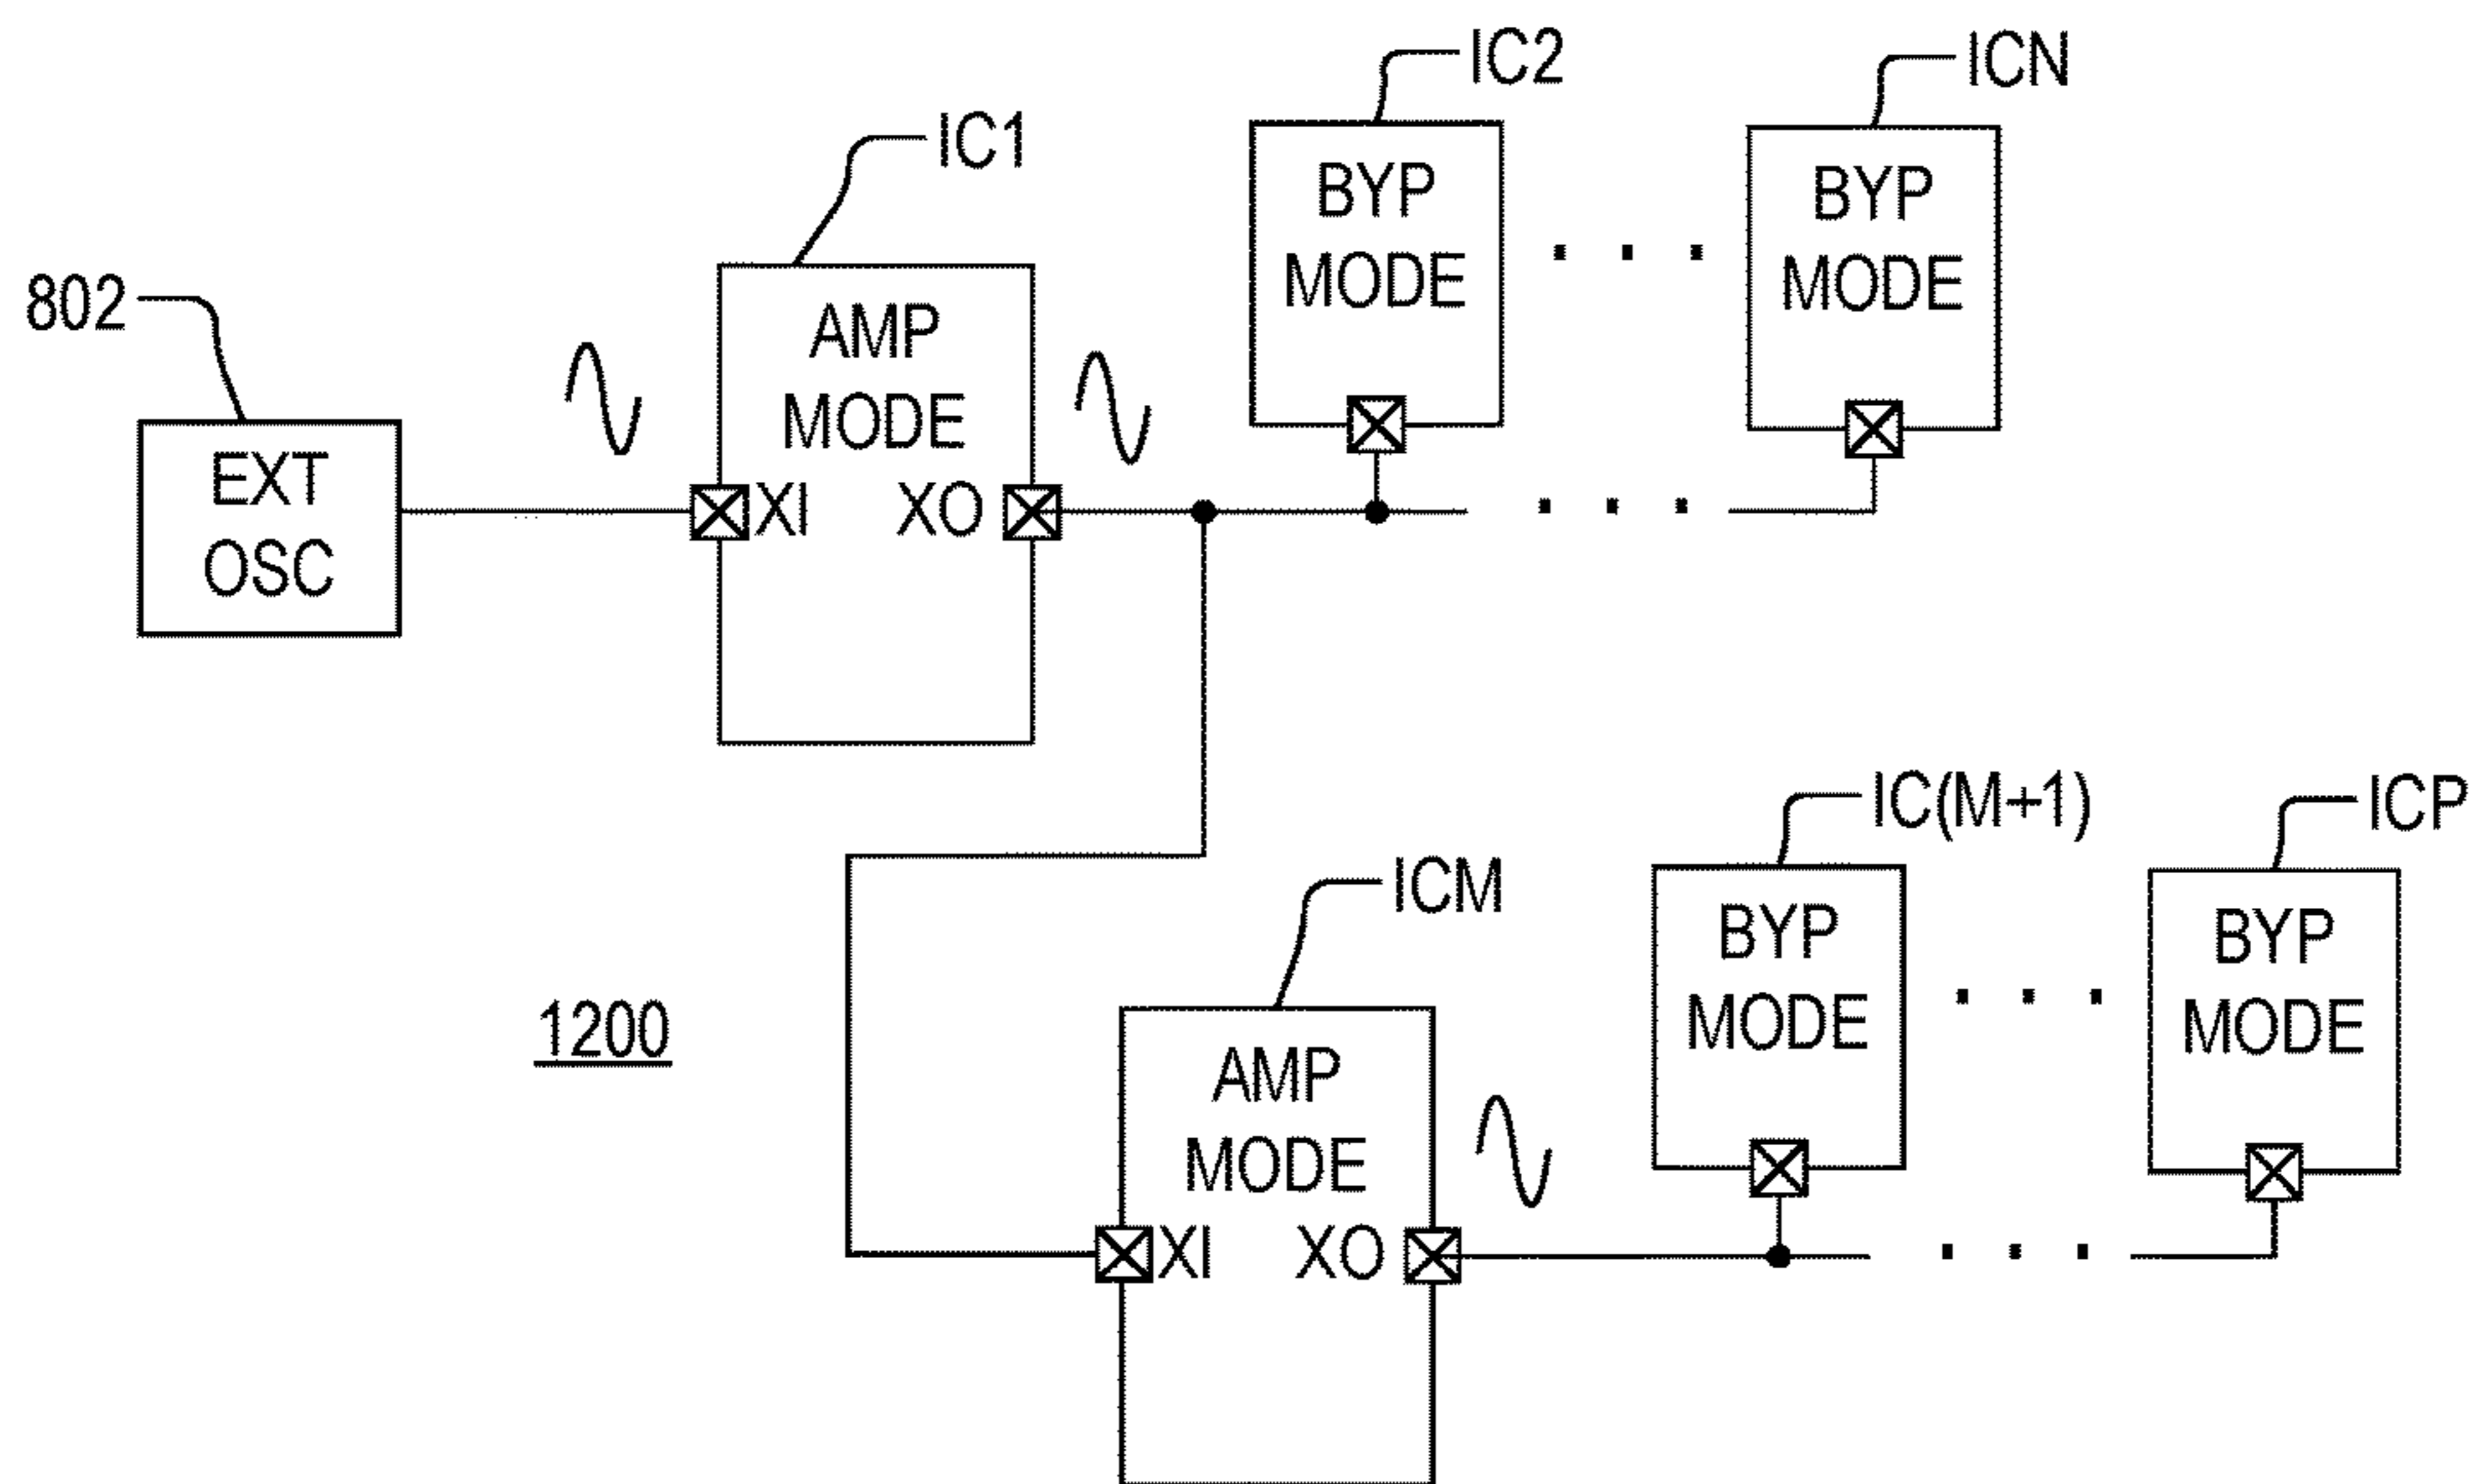 IC2
ICN
IC1
BYP
MODE
BYP
MODE
802
AMP
MODE
EXT
OSC
XI
XO
IC(M+1)
ICP
ICM
BYP
MODE
BYP
MODE
1200
AMP
MODE
XI
XO